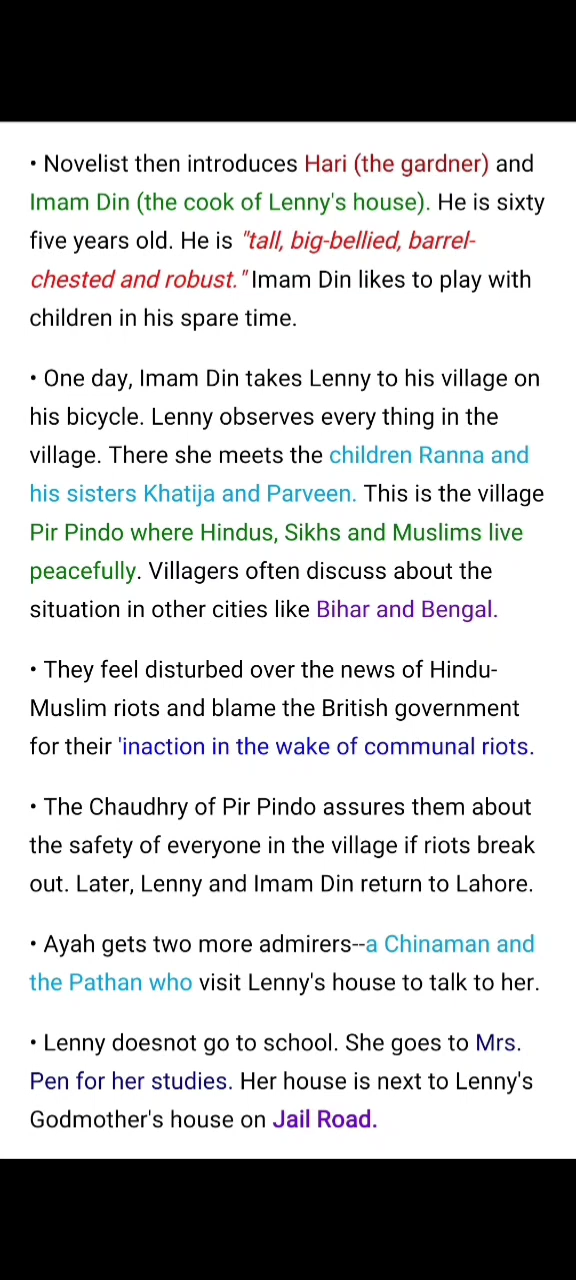 • Novelist then introduces Hari (the gardner) and
Imam Din (the cook of Lenny's house). He is sixty
five years old. He is "tall, big-bellied, barrel-
chested and robust." Imam Din likes to play with
children in his spare time.
• One day, Imam Din takes Lenny to his village on
his bicycle. Lenny observes every thing in the
village. There she meets the children Ranna and
his sisters Khatija and Parveen. This is the village
Pir Pindo where Hindus, Sikhs and Muslims live
peacefully. Villagers often discuss about the
situation in other cities like Bihar and Bengal.
• They feel disturbed over the news of Hindu-
Muslim riots and blame the British government
for their 'inaction in the wake of communal riots.
• The Chaudhry of Pir Pindo assures them about
the safety of everyone in the village if riots break
out. Later, Lenny and Imam Din return to Lahore.
• Ayah gets two more admirers--a Chinaman and
the Pathan who visit Lenny's house to talk to her.
• Lenny doesnot go to school. She goes to Mrs.
Pen for her studies. Her house is next to Lenny's
Godmother's house on Jail Road.